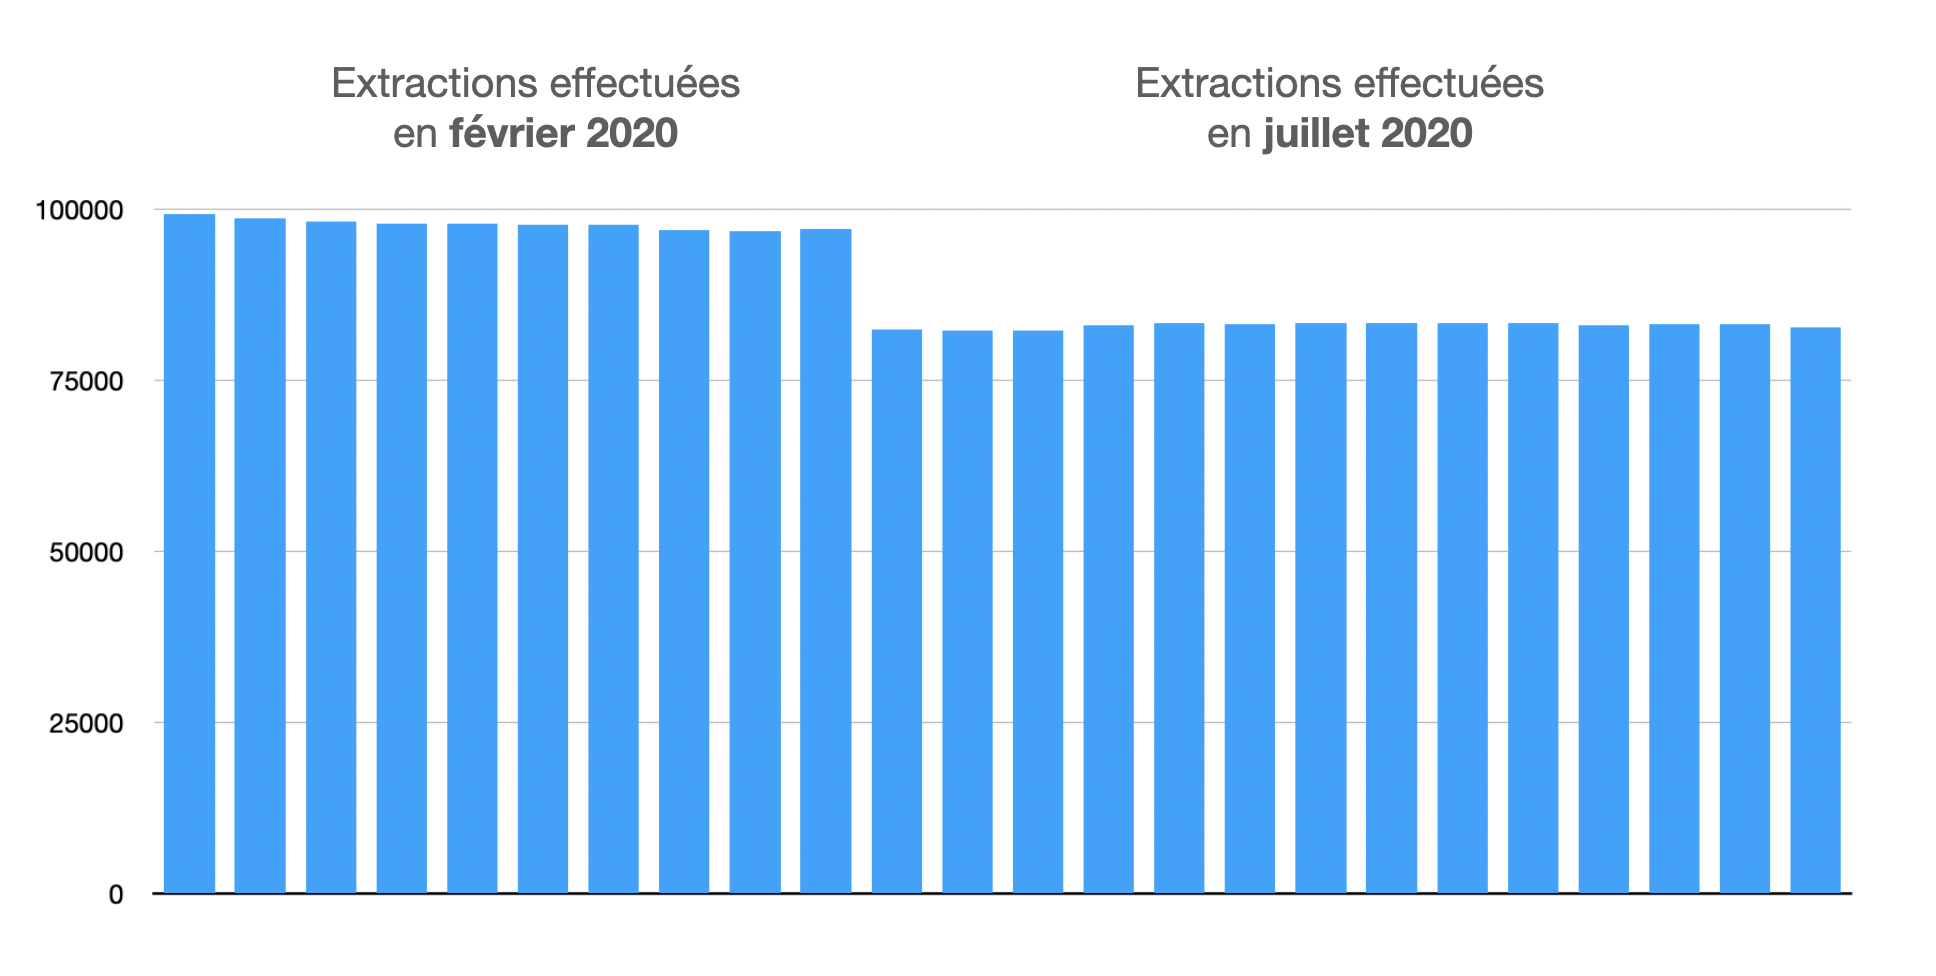 Extractions effectuées
en février 2020
Extractions effectuées
en juillet 2020
100000
75000
50000
25000
0